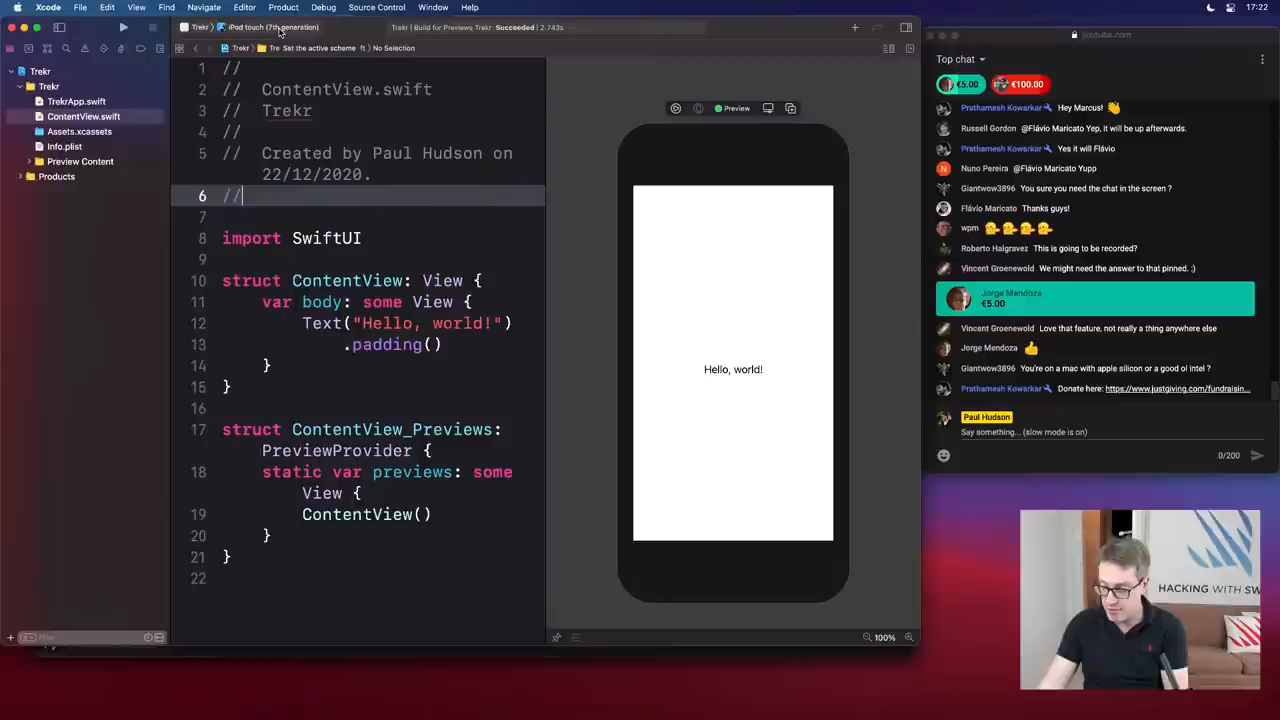 Xcode File Edit View Find Navigate Editor Product Debug Source Control Window Help 17:22
Trekr iPod touch (7th generation)
Trekr | Build for Previews Trekr: Succeeded | 2.743s
Trekr Tre Set the active scheme ft No Selection
Trekr
Trekr
TrekrApp.swift
ContentView.swift
Assets.xcassets
Info.plist
Preview Content
Products
Filter
1 //
2 // ContentView.swift
3 // Trekr
4 //
5 // Created by Paul Hudson on
22/12/2020.
6 //
7
8 import SwiftUI
9
10 struct ContentView: View {
11 var body: some View {
12 Text("Hello, world!")
13 .padding()
14 }
15 }
16
17 struct ContentView_Previews:
PreviewProvider {
18 static var previews: some
View {
19 ContentView()
20 }
21 }
22
Preview
Hello, world!
100%
youtube.com
Top chat
€5.00 €100.00
Prathamesh Kowarkar Hey Marcus!
Russell Gordon @Flávio Maricato Yep, it will be up afterwards.
Prathamesh Kowarkar Yes it will Flávio
N Nuno Pereira @Flávio Maricato Yupp
Giantwow3896 You sure you need the chat in the screen ?
Flávio Maricato Thanks guys!
wpm
Roberto Halgravez This is going to be recorded?
Vincent Groenewold We might need the answer to that pinned. :)
Jorge Mendoza
€5.00
Vincent Groenewold Love that feature, not really a thing anywhere else
Jorge Mendoza
Giantwow3896 You're on a mac with apple silicon or a good ol intel ?
Prathamesh Kowarkar Donate here: https://www.justgiving.com/fundraisin...
Paul Hudson
Say something... (slow mode is on)
0/200
HACKING WITH SW